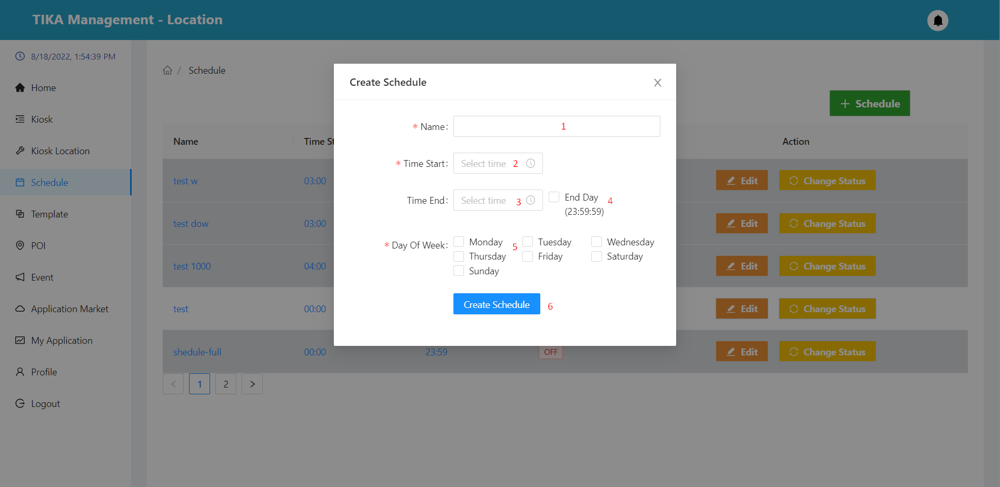 TIKA Management - Location
8/18/2022, 1:54:39 PM
Home
Kiosk
Kiosk Location
Schedule
Template
POI
Event
Application Market
My Application
Profile
Logout
/ Schedule
+ Schedule
Name Time St Action
test w 03:00 Edit Change Status
test dow 03:00 Edit Change Status
test 1000 04:00 Edit Change Status
test 00:00 Edit Change Status
shedule-full 00:00 23:59 OFF Edit Change Status
< 1 2 >
Create Schedule X
* Name: 1
* Time Start: Select time 2
Time End: Select time 3 End Day 4
(23:59:59)
* Day Of Week: Monday 5 Tuesday Wednesday
Thursday Friday Saturday
Sunday
Create Schedule 6